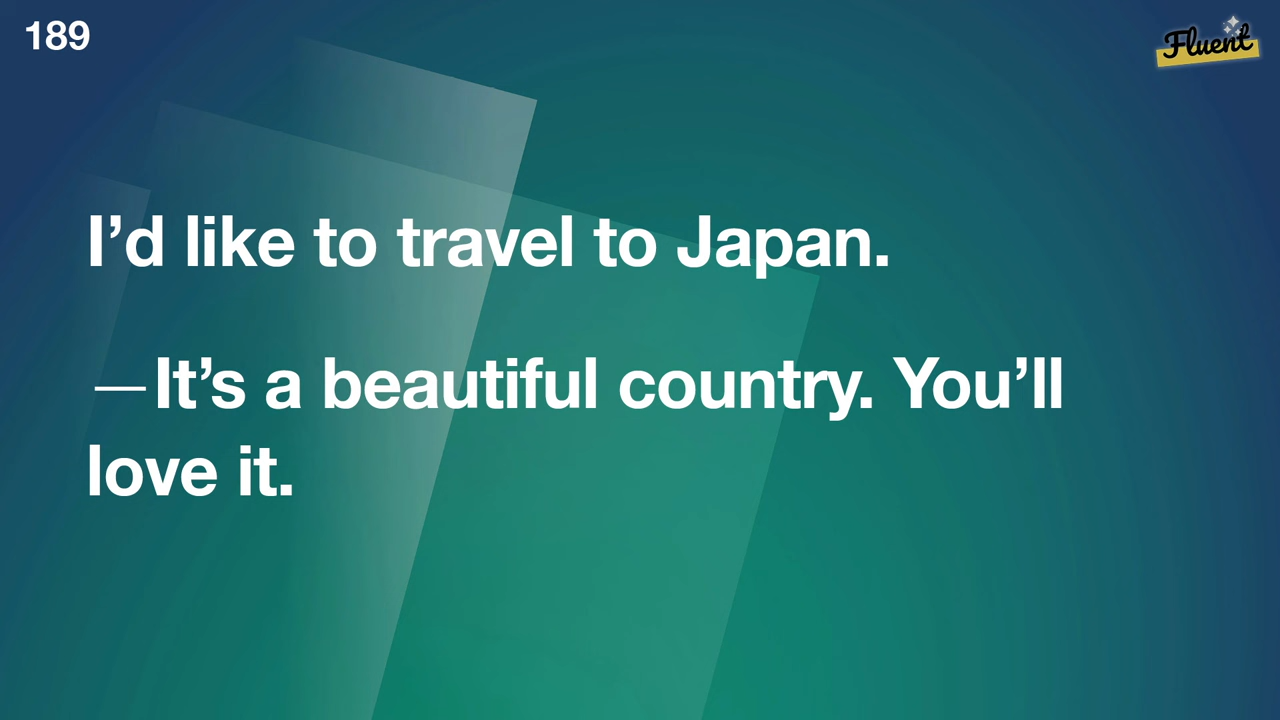 189
Fluent
I’d like to travel to Japan.
—It’s a beautiful country. You’ll
love it.